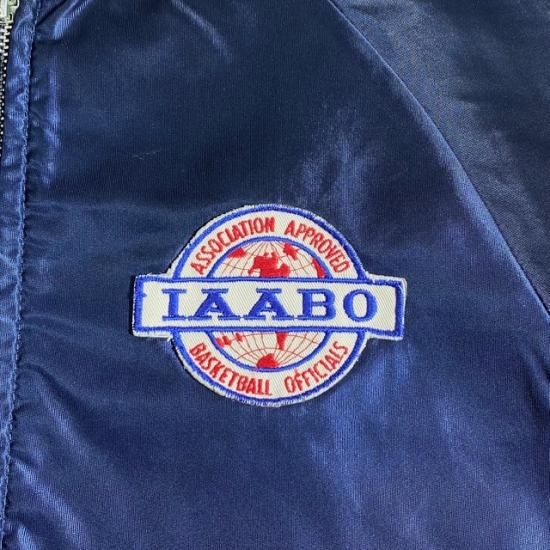 ASSOCIATION APPROVED
IAABO
BASKETBALL OFFICIALS